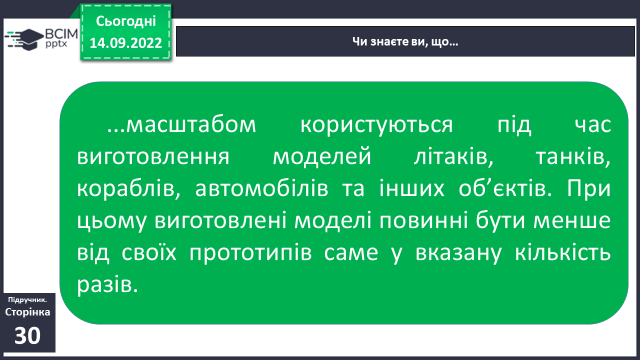 Сьогодні
14.09.2022
BCIM
pptx
Чи знаєте ви, що…
...масштабом користуються під час
виготовлення моделей літаків, танків,
кораблів, автомобілів та інших об’єктів. При
цьому виготовлені моделі повинні бути менше
від своїх прототипів саме у вказану кількість
разів.
Підручник.
Сторінка
30